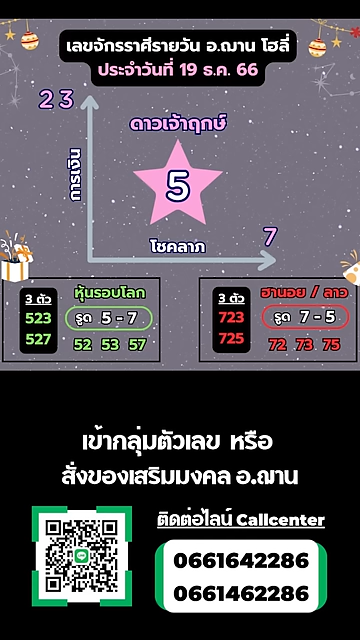 เลขจักรราศีรายวัน อ.ฌาน โฮลี่
ประจำวันที่ 19 ธ.ค. 66
23
ดาวเจ้าฤกษ์
การเงิน
5
โชคลาภ
7
3 ตัว
523
527
หุ้นรอบโลก
รูด 5 - 7
52 53 57
3 ตัว
723
725
ฮานอย / ลาว
รูด 7 - 5
72 73 75
เข้ากลุ่มตัวเลข หรือ
สั่งของเสริมมงคล อ.ฌาน
ติดต่อไลน์ Callcenter
0661642286
0661462286